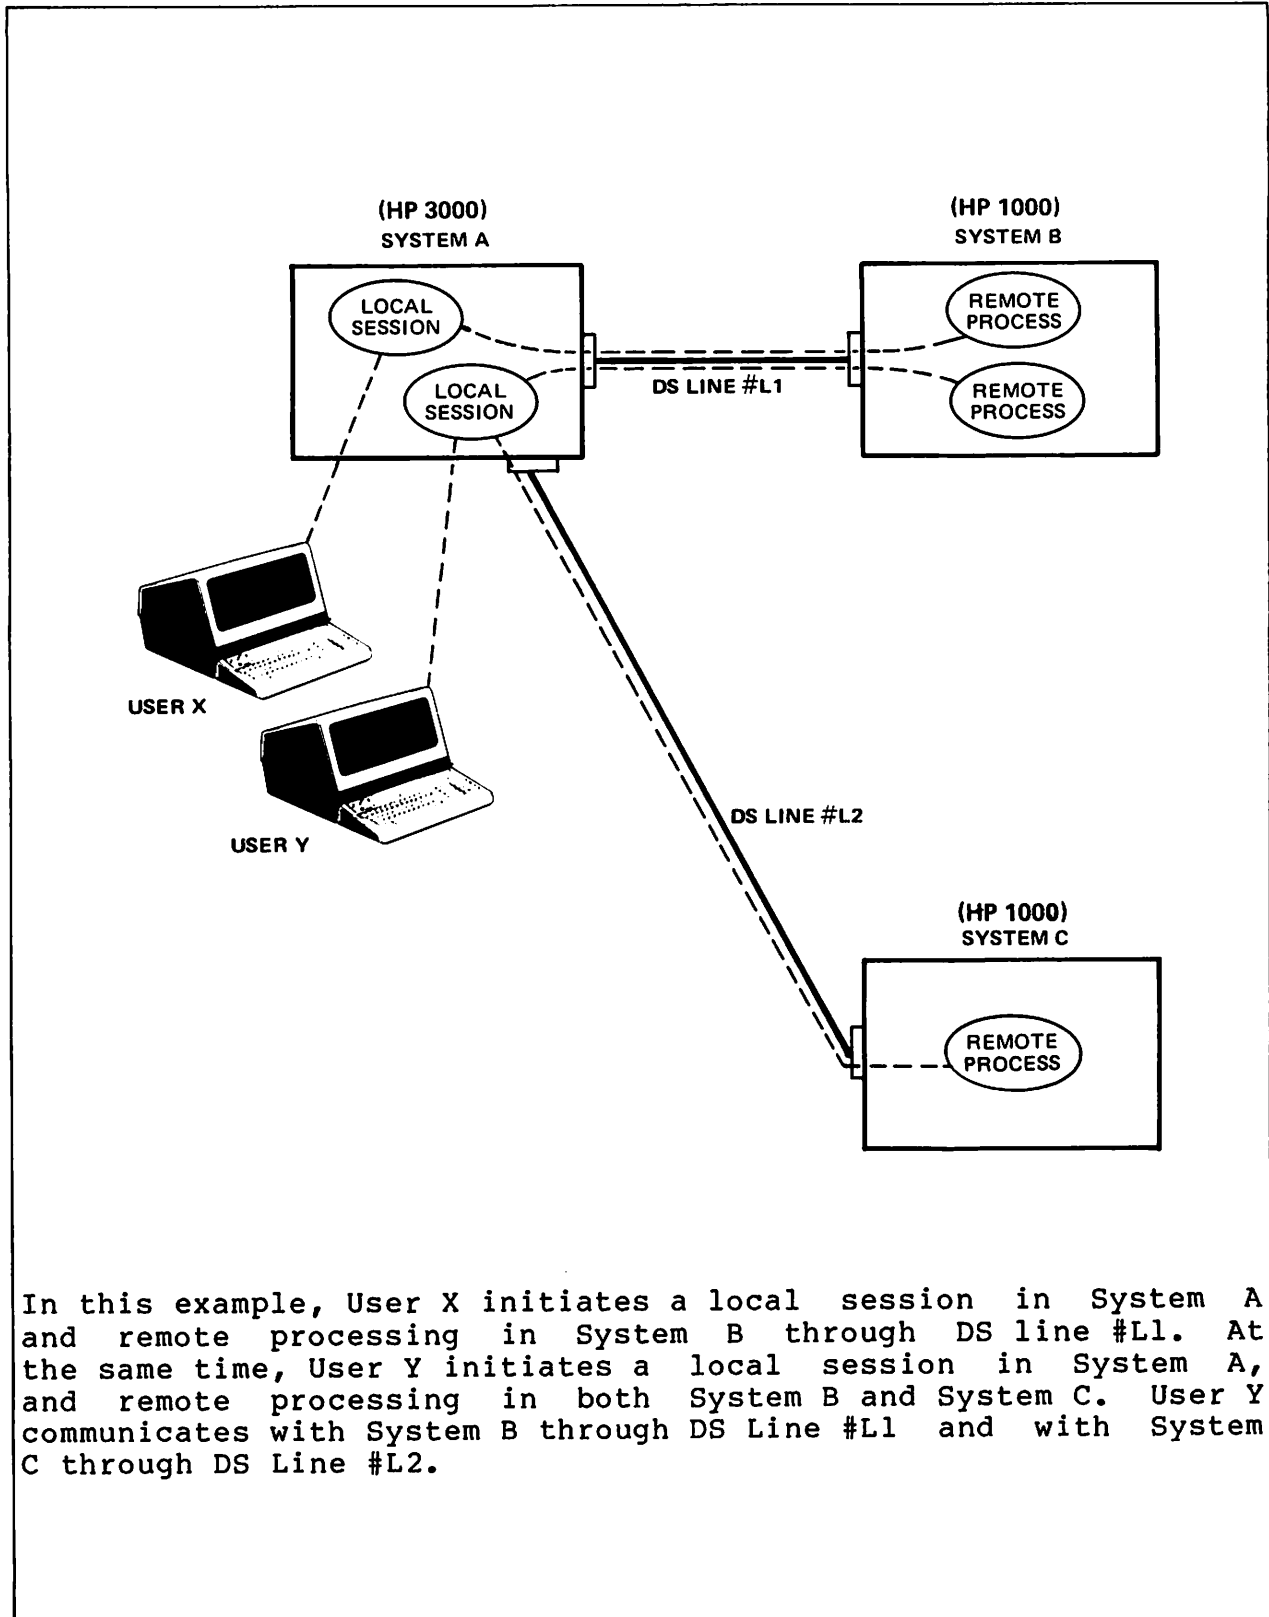 (HP 3000)
SYSTEM A
(HP 1000)
SYSTEM B
LOCAL
SESSION
REMOTE
PROCESS
LOCAL
SESSION
DS LINE #L1
REMOTE
PROCESS
USER X
USER Y
DS LINE #L2
(HP 1000)
SYSTEM C
REMOTE
PROCESS
In this example, User X initiates a local session in System A
and remote processing in System B through DS line #L1. At
the same time, User Y initiates a local session in System A,
and remote processing in both System B and System C. User Y
communicates with System B through DS Line #L1 and with System
C through DS Line #L2.